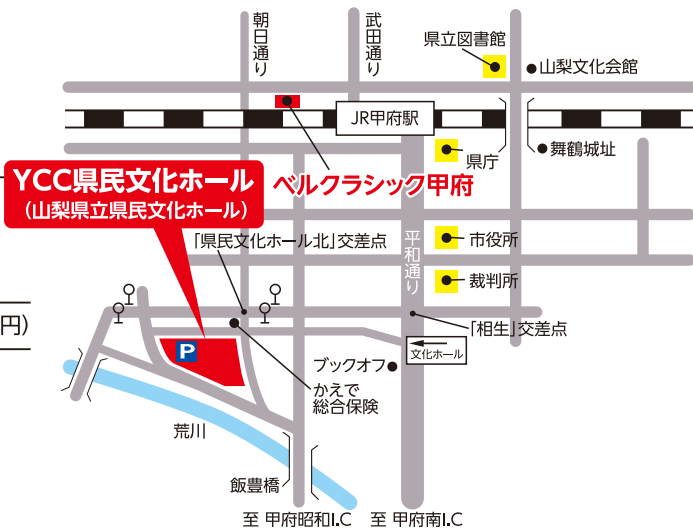 朝日通り
武田通り
県立図書館
山梨文化会館
JR甲府駅
県庁
舞鶴城址
YCC県民文化ホール
(山梨県立県民文化ホール)
ベルクラシック甲府
「県民文化ホール北」交差点
平和通り
市役所
裁判所
円)
「相生」交差点
文化ホール
P
ブックオフ
かえで
総合保険
荒川
飯豊橋
至 甲府昭和I.C
至 甲府南I.C